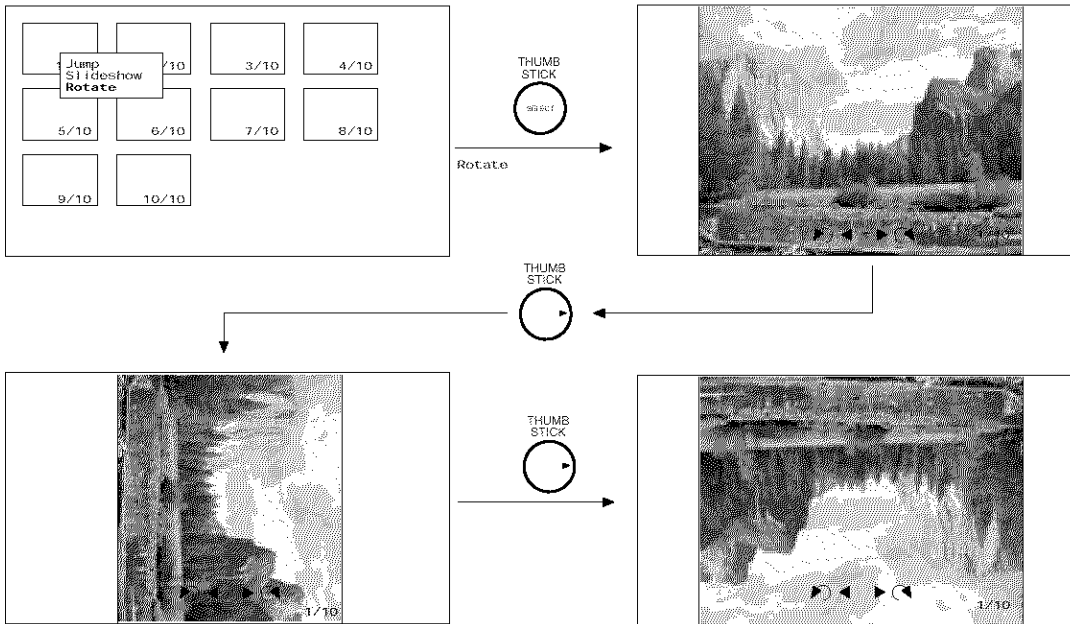 Jump
Slideshow
Rotate
/10
3/10
4/10
5/10
6/10
7/10
8/10
9/10
10/10
THUMB
STICK
SELECT
Rotate
THUMB
STICK
THUMB
STICK
1/10
1/10